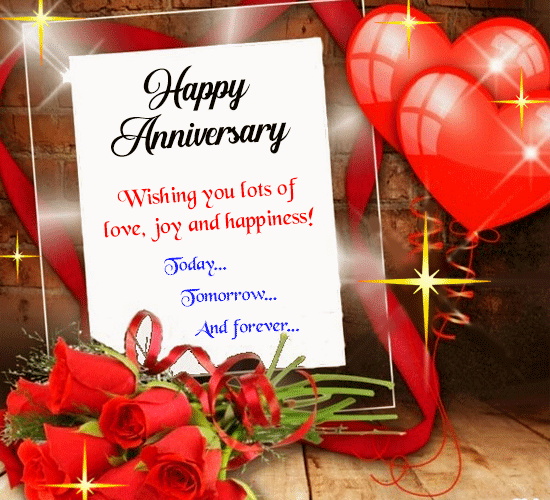 Happy
Anniversary
Wishing you lots of
love, joy and happiness!
Today...
Tomorrow...
And forever...